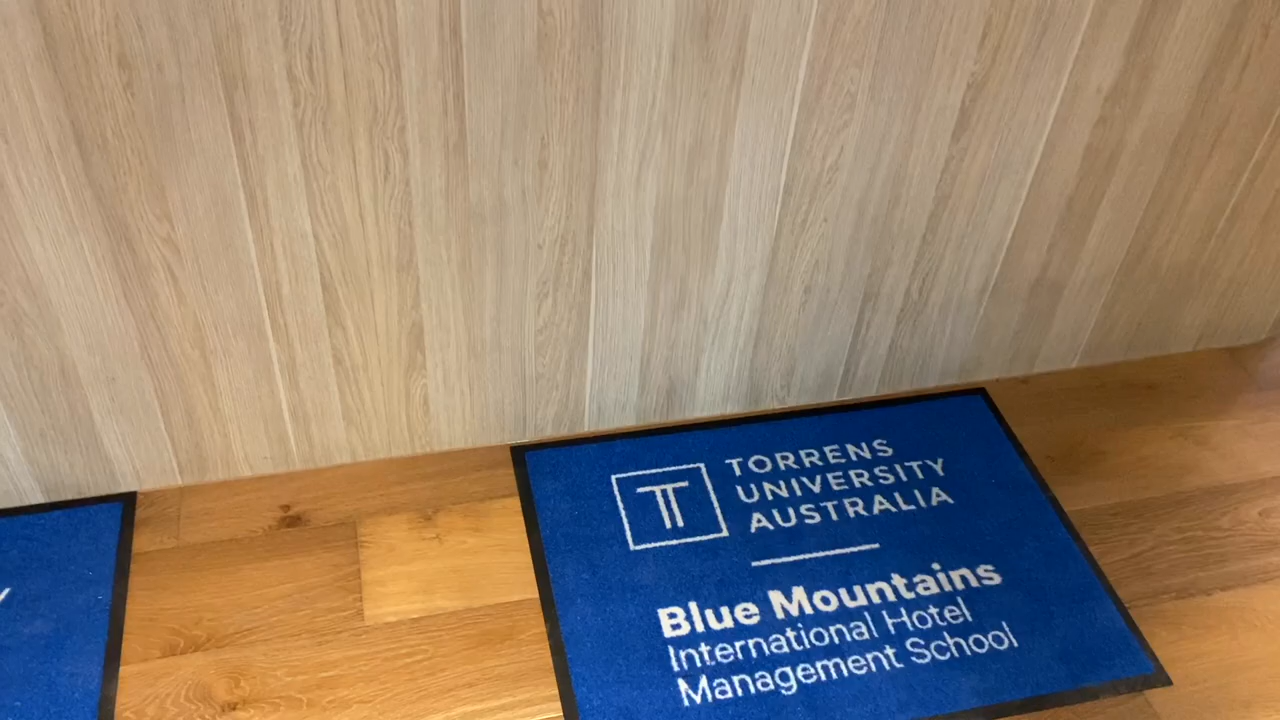 TORRENS
UNIVERSITY
AUSTRALIA
Blue Mountains
International Hotel
Management School